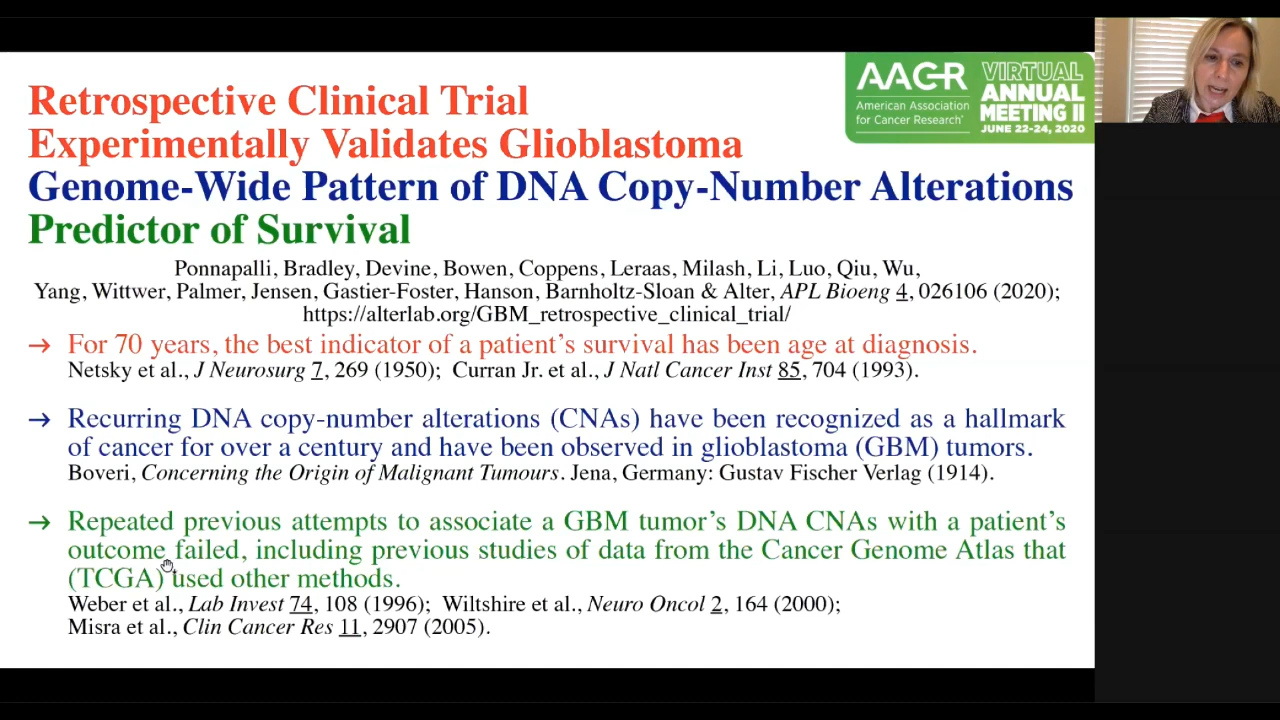 Retrospective Clinical Trial
Experimentally Validates Glioblastoma
Genome-Wide Pattern of DNA Copy-Number Alterations
Predictor of Survival
AACR
American Association
for Cancer Research®
VIRTUAL
ANNUAL
MEETING II
JUNE 22-24, 2020
Ponnapalli, Bradley, Devine, Bowen, Coppens, Leraas, Milash, Li, Luo, Qiu, Wu,
Yang, Wittwer, Palmer, Jensen, Gastier-Foster, Hanson, Barnholtz-Sloan & Alter, APL Bioeng 4, 026106 (2020);
https://alterlab.org/GBM_retrospective_clinical_trial/
→ For 70 years, the best indicator of a patient's survival has been age at diagnosis.
Netsky et al., J Neurosurg 7, 269 (1950); Curran Jr. et al., J Natl Cancer Inst 85, 704 (1993).
→ Recurring DNA copy-number alterations (CNAs) have been recognized as a hallmark
of cancer for over a century and have been observed in glioblastoma (GBM) tumors.
Boveri, Concerning the Origin of Malignant Tumours. Jena, Germany: Gustav Fischer Verlag (1914).
→ Repeated previous attempts to associate a GBM tumor's DNA CNAs with a patient's
outcome failed, including previous studies of data from the Cancer Genome Atlas that
(TCGA) used other methods.
Weber et al., Lab Invest 74, 108 (1996); Wiltshire et al., Neuro Oncol 2, 164 (2000);
Misra et al., Clin Cancer Res 11, 2907 (2005).